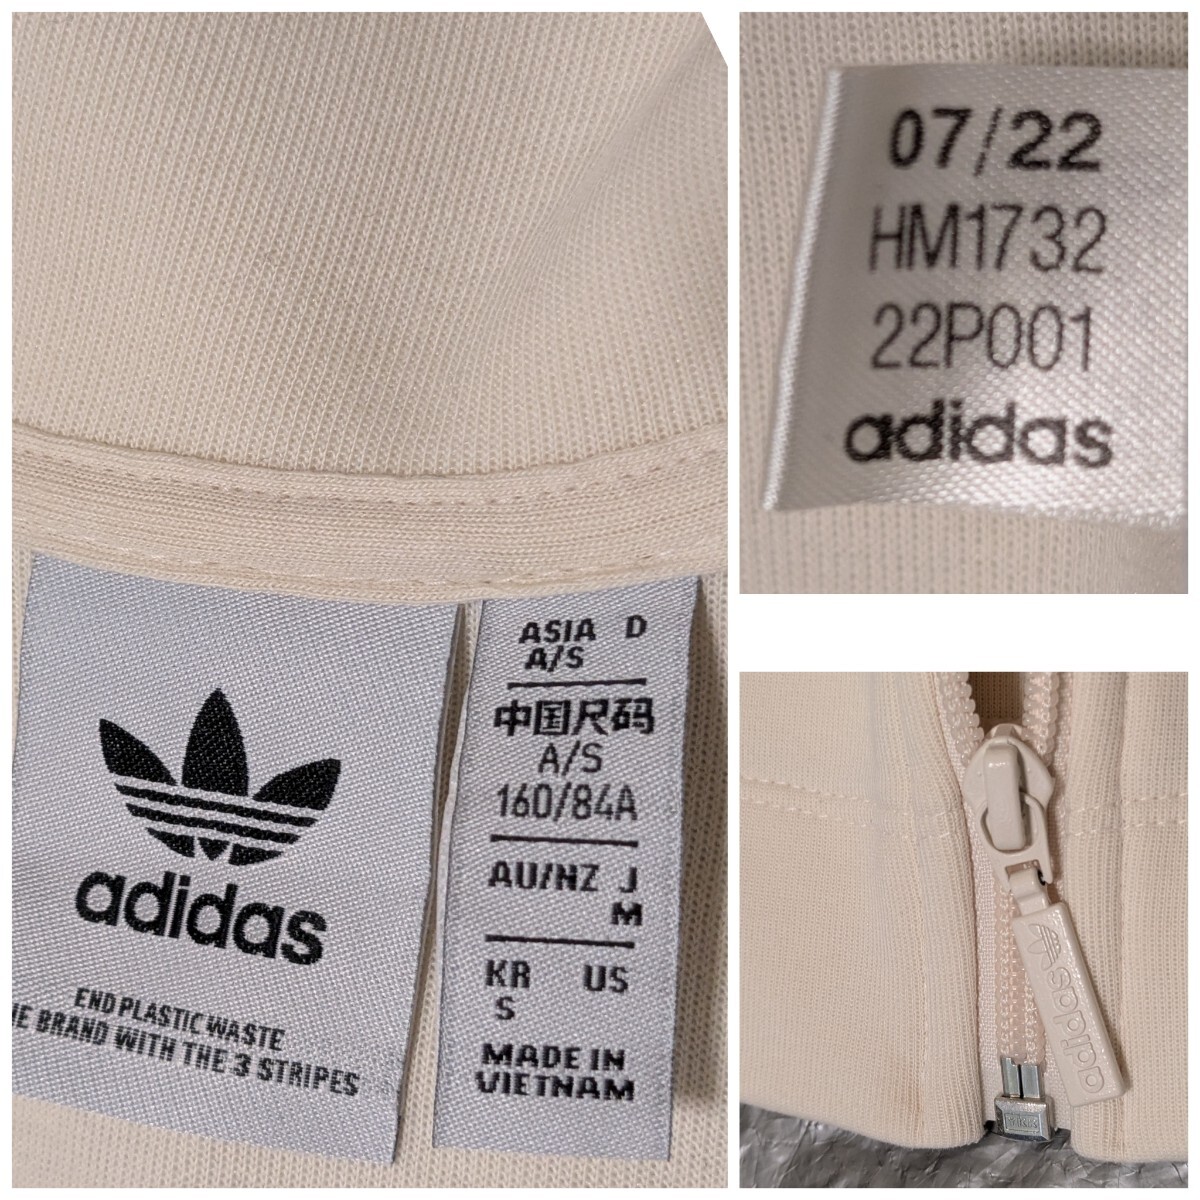 adidas
END PLASTIC WASTE
E BRAND WITH THE 3 STRIPES
ASIA D
A/S
中国尺码
A/S
160/84A
AU/NZ J
M
KR US
S
MADE IN
VIETNAM
07/22
HM1732
22P001
adidas
adidas